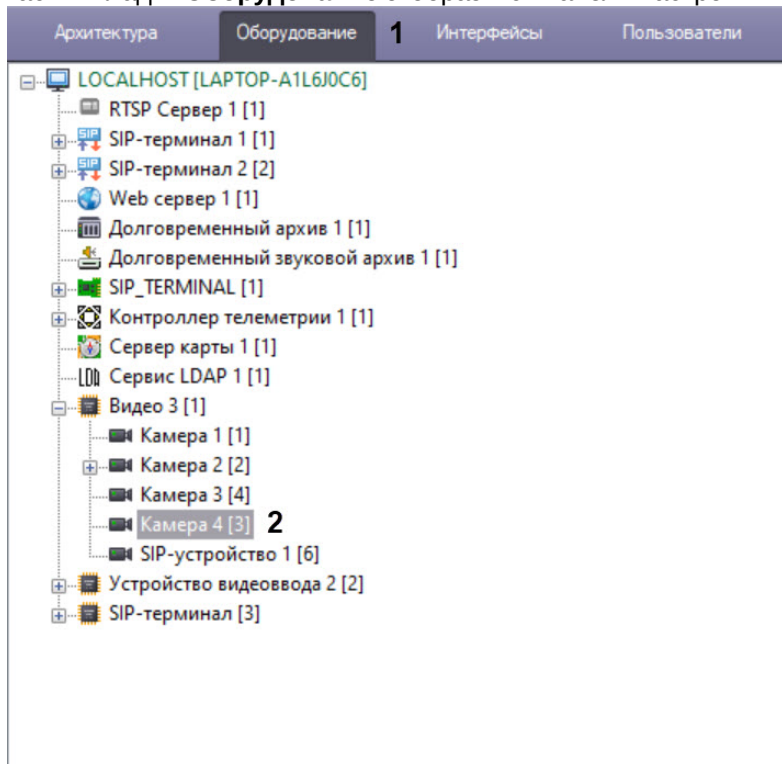 Оборудование
Архитектура Оборудование 1 Интерфейсы Пользователи
LOCALHOST [LAPTOP-A1L6J0C6]
RTSP Сервер 1 [1]
SIP-терминал 1 [1]
SIP-терминал 2 [2]
Web сервер 1 [1]
Долговременный архив 1 [1]
Долговременный звуковой архив 1 [1]
SIP_TERMINAL [1]
Контроллер телеметрии 1 [1]
Сервер карты 1 [1]
Сервис LDAP 1 [1]
Видео 3 [1]
Камера 1 [1]
Камера 2 [2]
Камера 3 [4]
Камера 4 [3] 2
SIP-устройство 1 [6]
Устройство видеоввода 2 [2]
SIP-терминал [3]